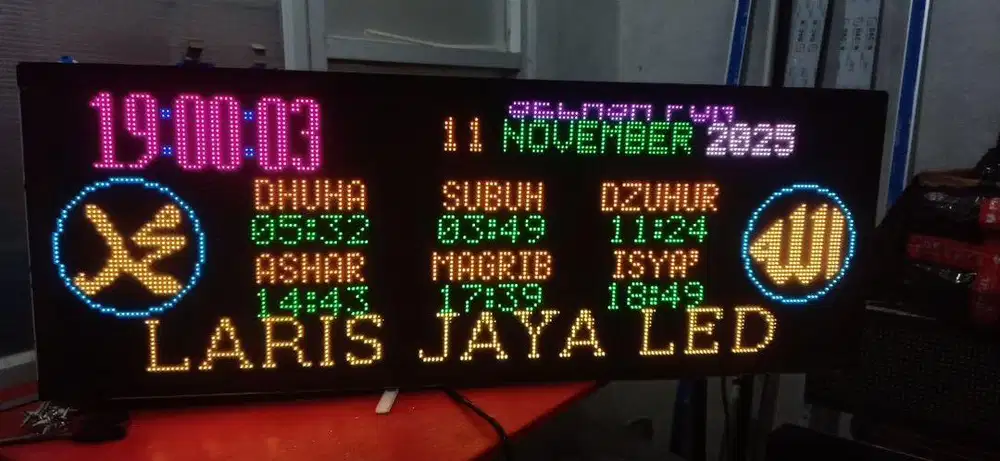 19:00:03
11 NOVEMBER 2025
DHUHA SUBUH DZUHUR
05:32 03:49 11:24
ASHAR MAGRIB ISYA'
14:43 17:39 18:49
LARIS JAYA LED